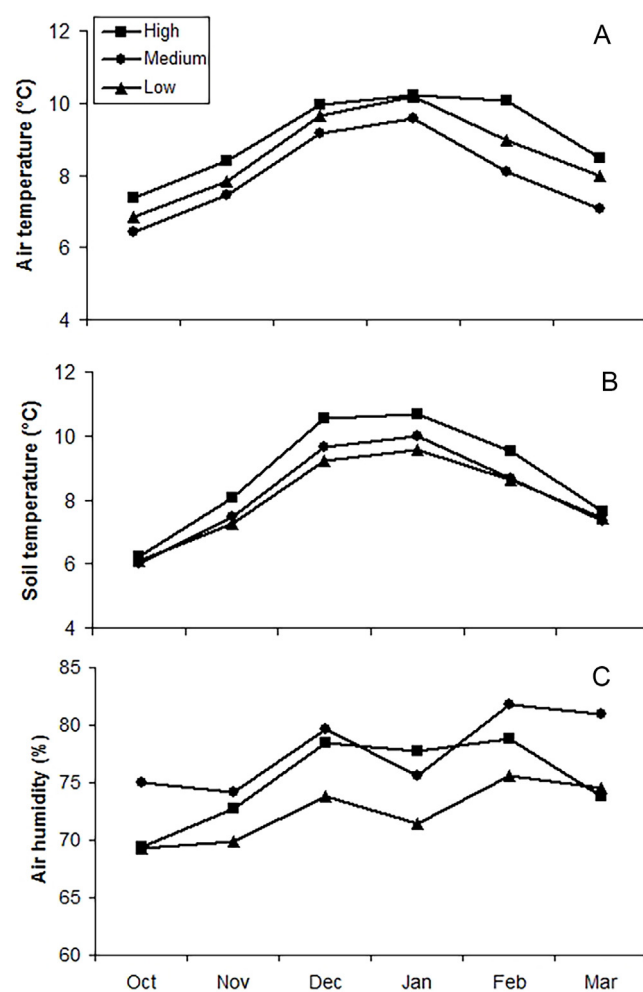 12
High
A
Medium
10
Low
8
6
4
Air temperature (°C)
12
B
10
8
6
4
Soil temperature (°C)
85
C
80
75
70
65
60
Air humidity (%)
Oct Nov Dec Jan Feb Mar